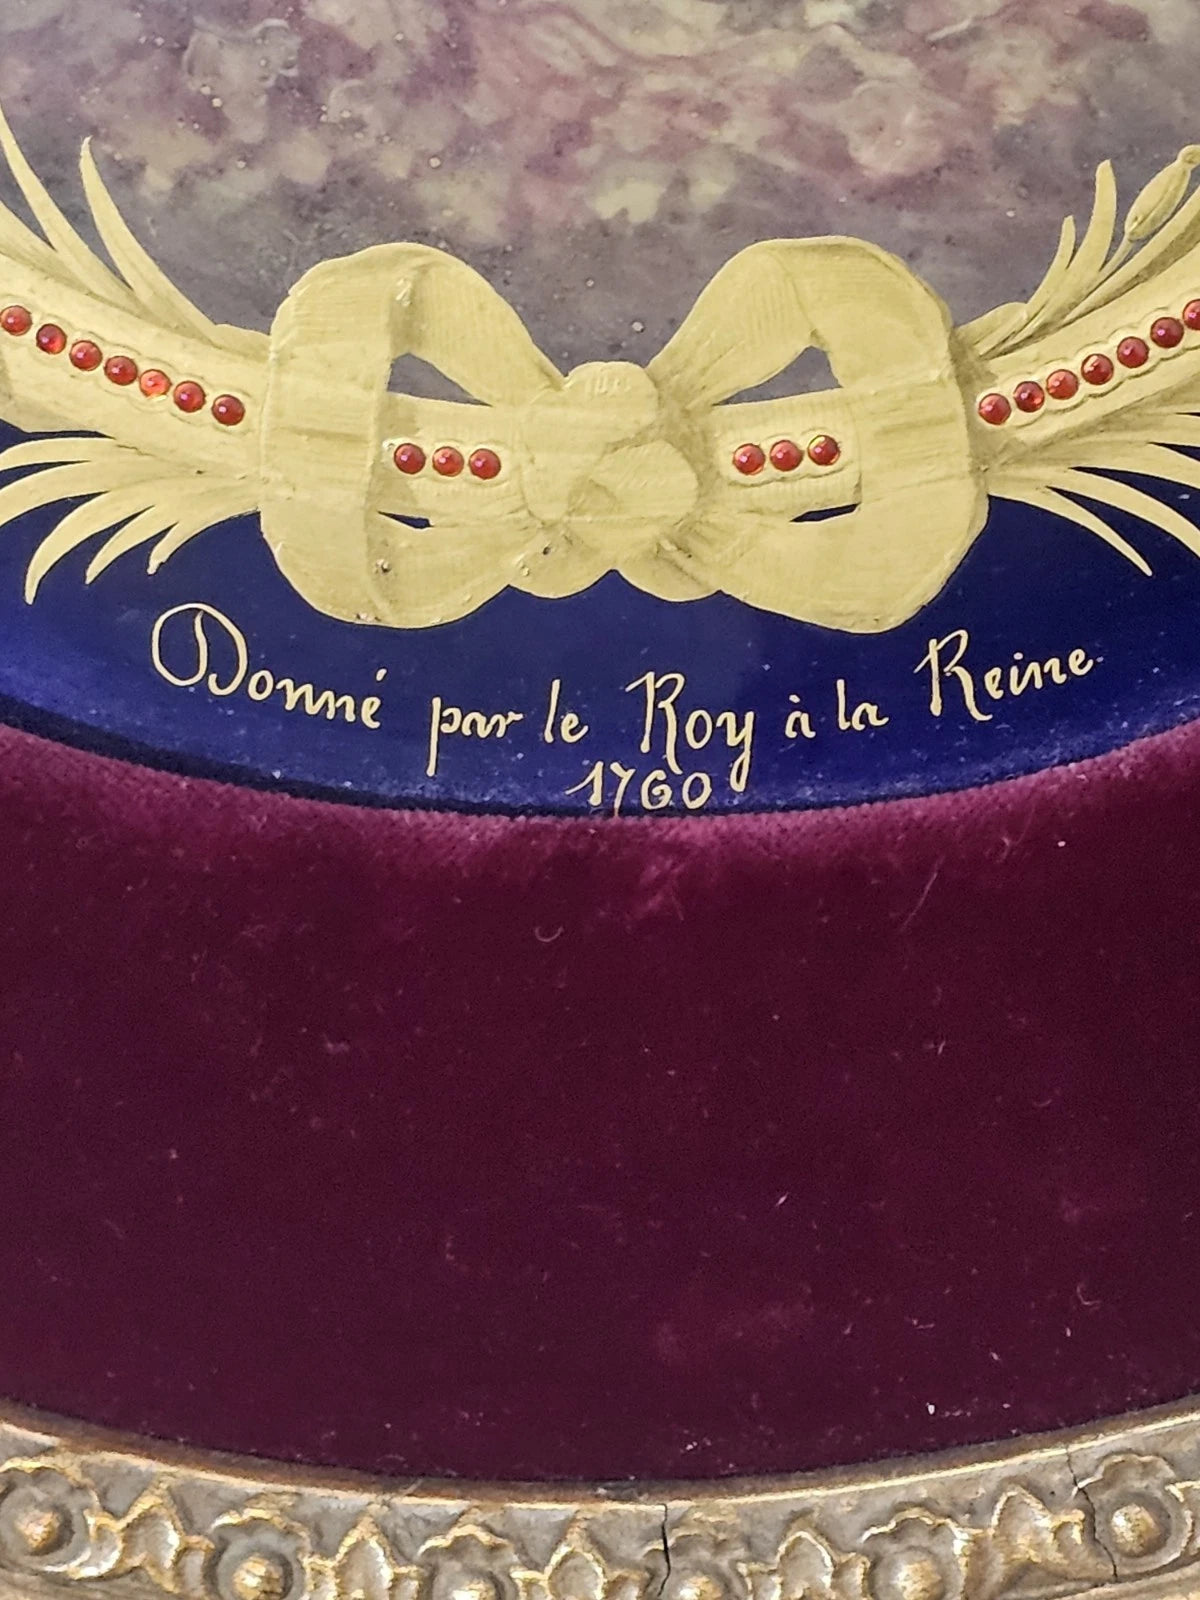 Donné par le Roy à la Reine
1760